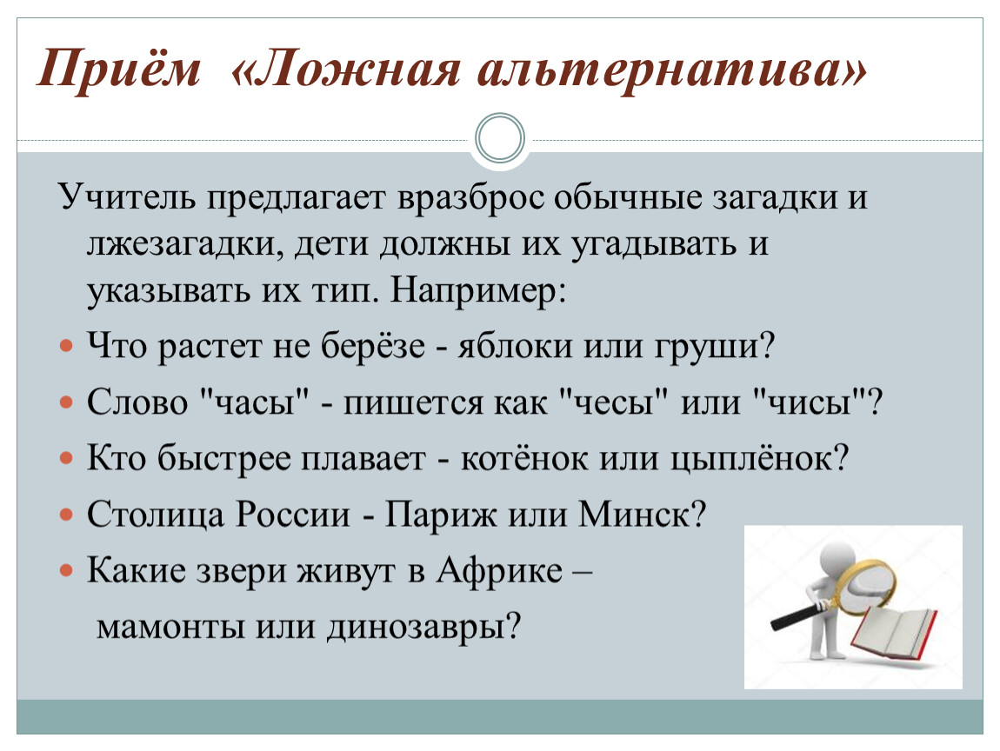 Приём «Ложная альтернатива»
Учитель предлагает вразброс обычные загадки и
лжезагадки, дети должны их угадывать и
указывать их тип. Например:
• Что растет не берёзе - яблоки или груши?
• Слово "часы" - пишется как "чесы" или "чисы"?
• Кто быстрее плавает - котёнок или цыплёнок?
• Столица России - Париж или Минск?
• Какие звери живут в Африке –
мамонты или динозавры?